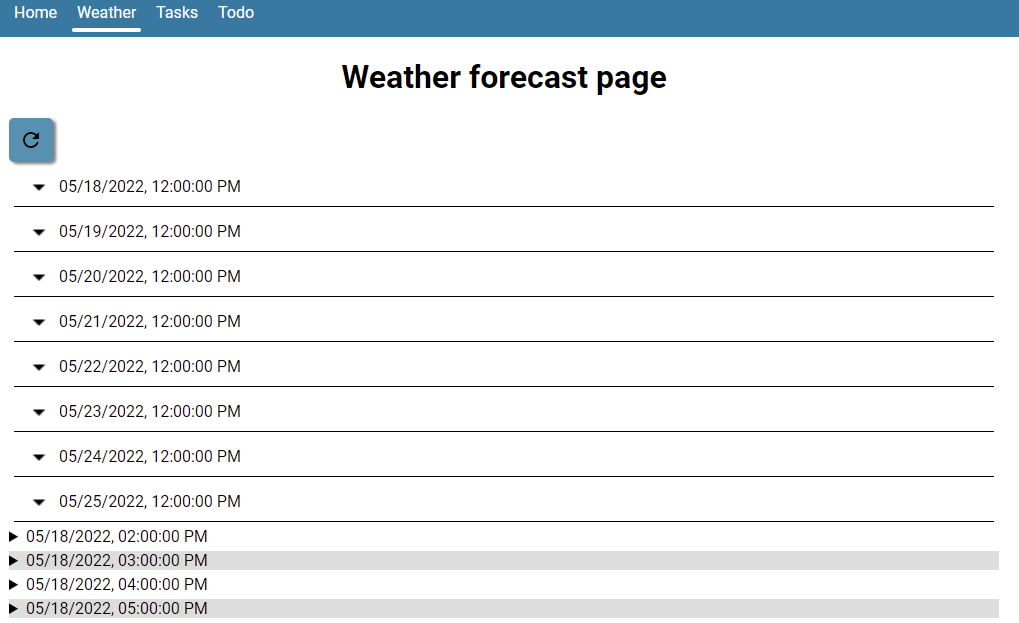 Home Weather Tasks Todo
Weather forecast page
05/18/2022, 12:00:00 PM
05/19/2022, 12:00:00 PM
05/20/2022, 12:00:00 PM
05/21/2022, 12:00:00 PM
05/22/2022, 12:00:00 PM
05/23/2022, 12:00:00 PM
05/24/2022, 12:00:00 PM
05/25/2022, 12:00:00 PM
05/18/2022, 02:00:00 PM
05/18/2022, 03:00:00 PM
05/18/2022, 04:00:00 PM
05/18/2022, 05:00:00 PM